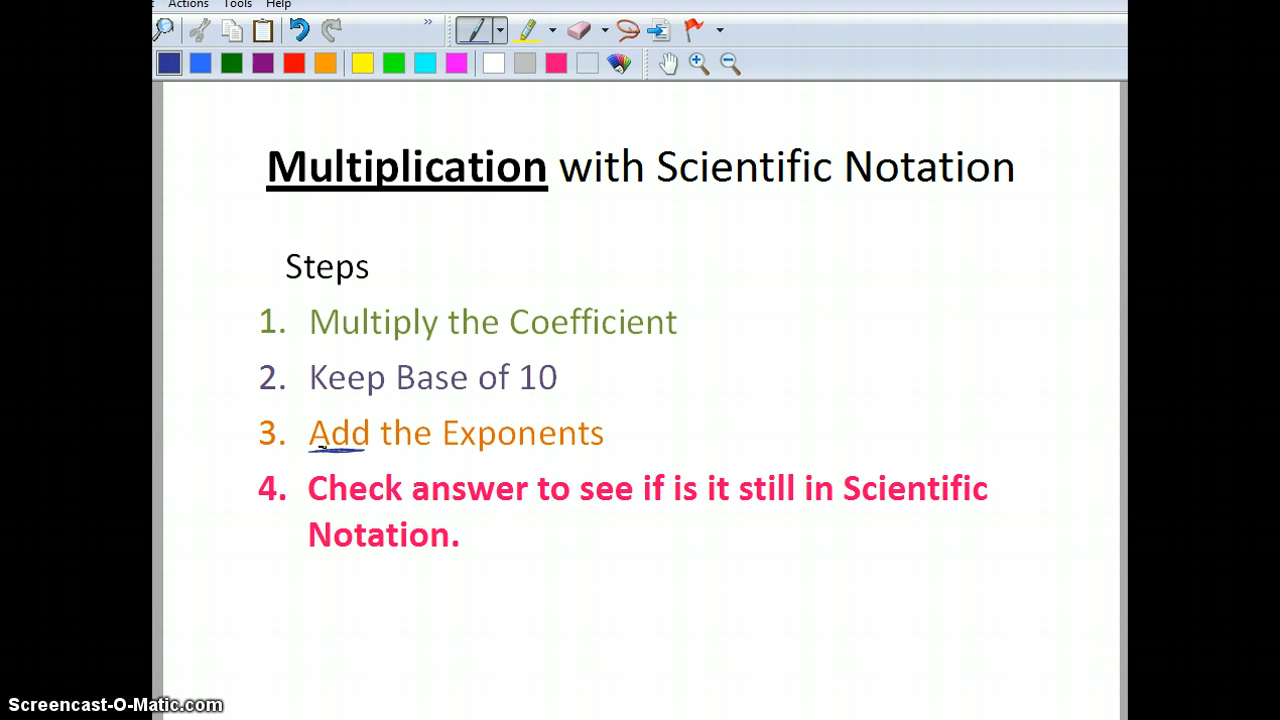 Actions Tools Help
Multiplication with Scientific Notation
Steps
1. Multiply the Coefficient
2. Keep Base of 10
3. Add the Exponents
4. Check answer to see if is it still in Scientific
Notation.
Screencast-O-Matic.com